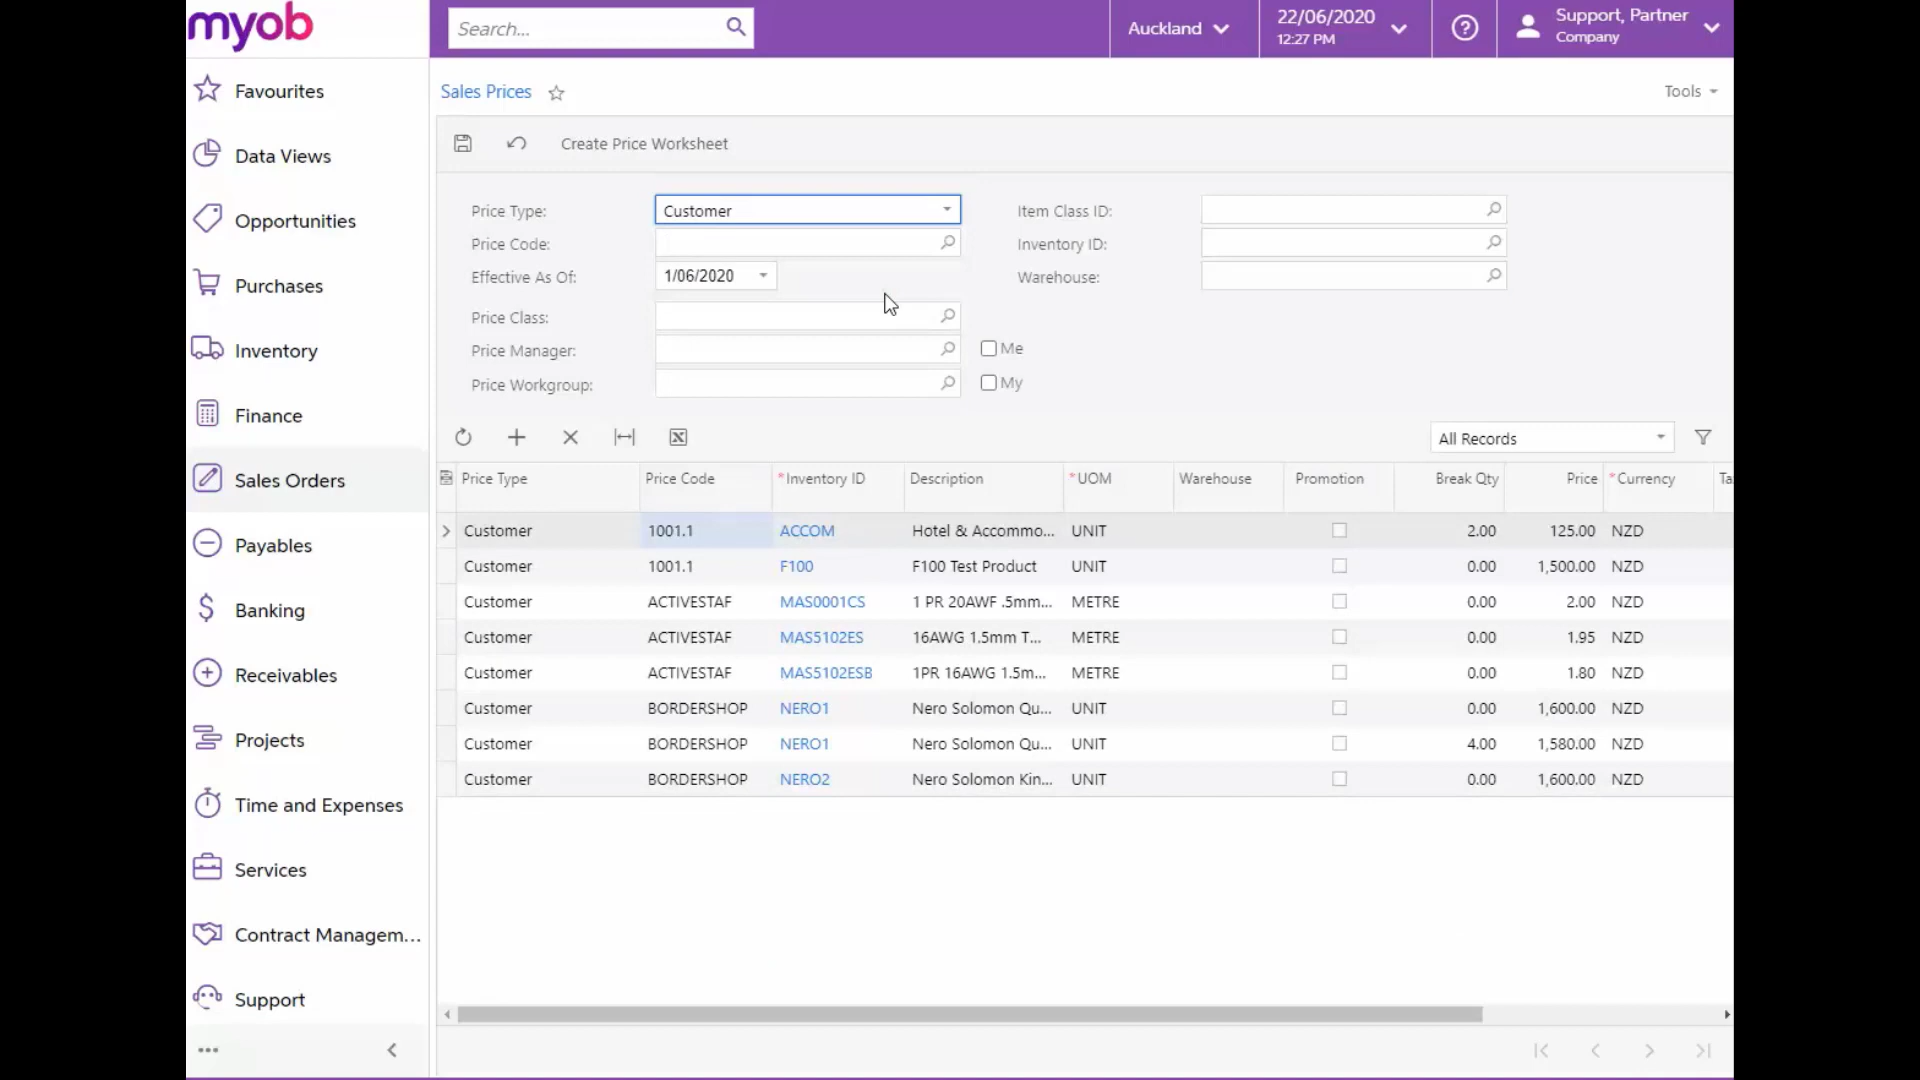 myob
Search...
Auckland
22/06/2020
12:27 PM
Support, Partner
Company
Favourites
Data Views
Opportunities
Purchases
Inventory
Finance
Sales Orders
Payables
Banking
Receivables
Projects
Time and Expenses
Services
Contract Managem...
Support
Sales Prices
Tools
Create Price Worksheet
Price Type: Customer
Price Code:
Effective As Of: 1/06/2020
Price Class:
Price Manager:
Price Workgroup:
Item Class ID:
Inventory ID:
Warehouse:
Me
My
All Records
Price Type Price Code *Inventory ID Description *UOM Warehouse Promotion Break Qty Price *Currency Ta
Customer 1001.1 ACCOM Hotel & Accommo... UNIT 2.00 125.00 NZD
Customer 1001.1 F100 F100 Test Product UNIT 0.00 1,500.00 NZD
Customer ACTIVESTAF MAS0001CS 1 PR 20AWF .5mm... METRE 0.00 2.00 NZD
Customer ACTIVESTAF MAS5102ES 16AWG 1.5mm T... METRE 0.00 1.95 NZD
Customer ACTIVESTAF MAS5102ESB 1PR 16AWG 1.5m... METRE 0.00 1.80 NZD
Customer BORDERSHOP NERO1 Nero Solomon Qu... UNIT 0.00 1,600.00 NZD
Customer BORDERSHOP NERO1 Nero Solomon Qu... UNIT 4.00 1,580.00 NZD
Customer BORDERSHOP NERO2 Nero Solomon Kin... UNIT 0.00 1,600.00 NZD